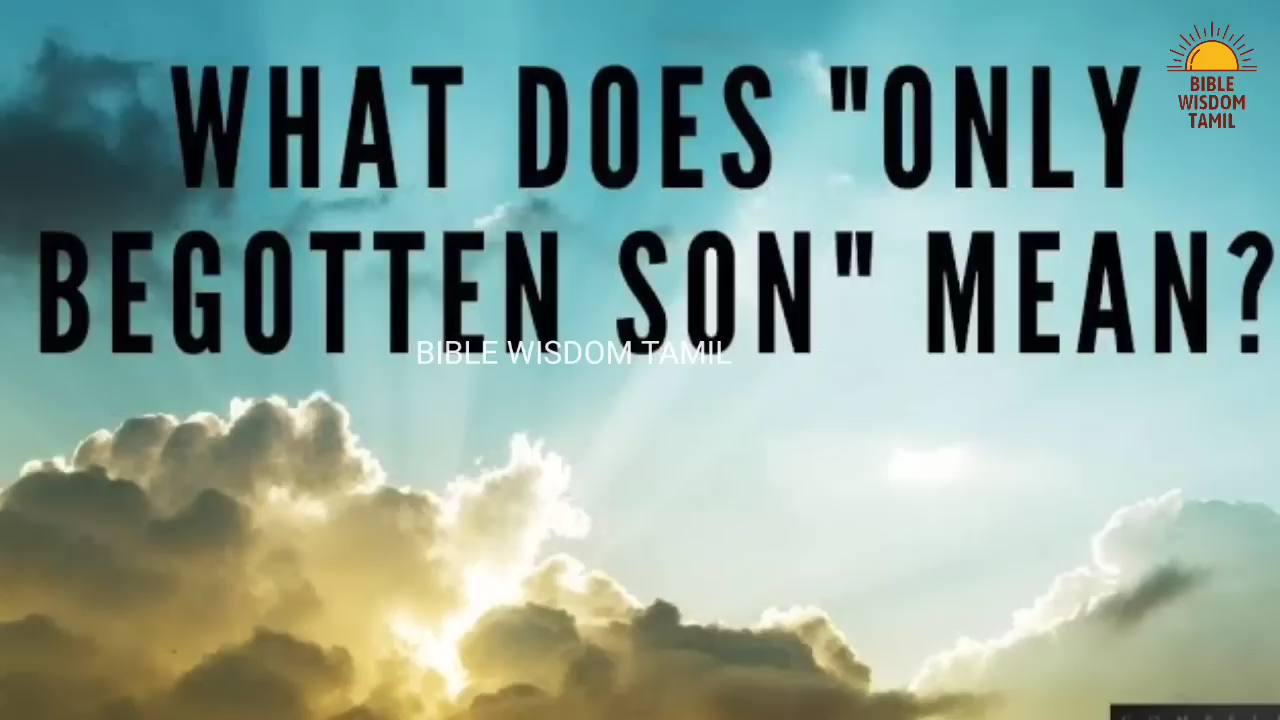 WHAT DOES "ONLY
BEGOTTEN SON" MEAN?
BIBLE WISDOM TAMIL
BIBLE
WISDOM
TAMIL